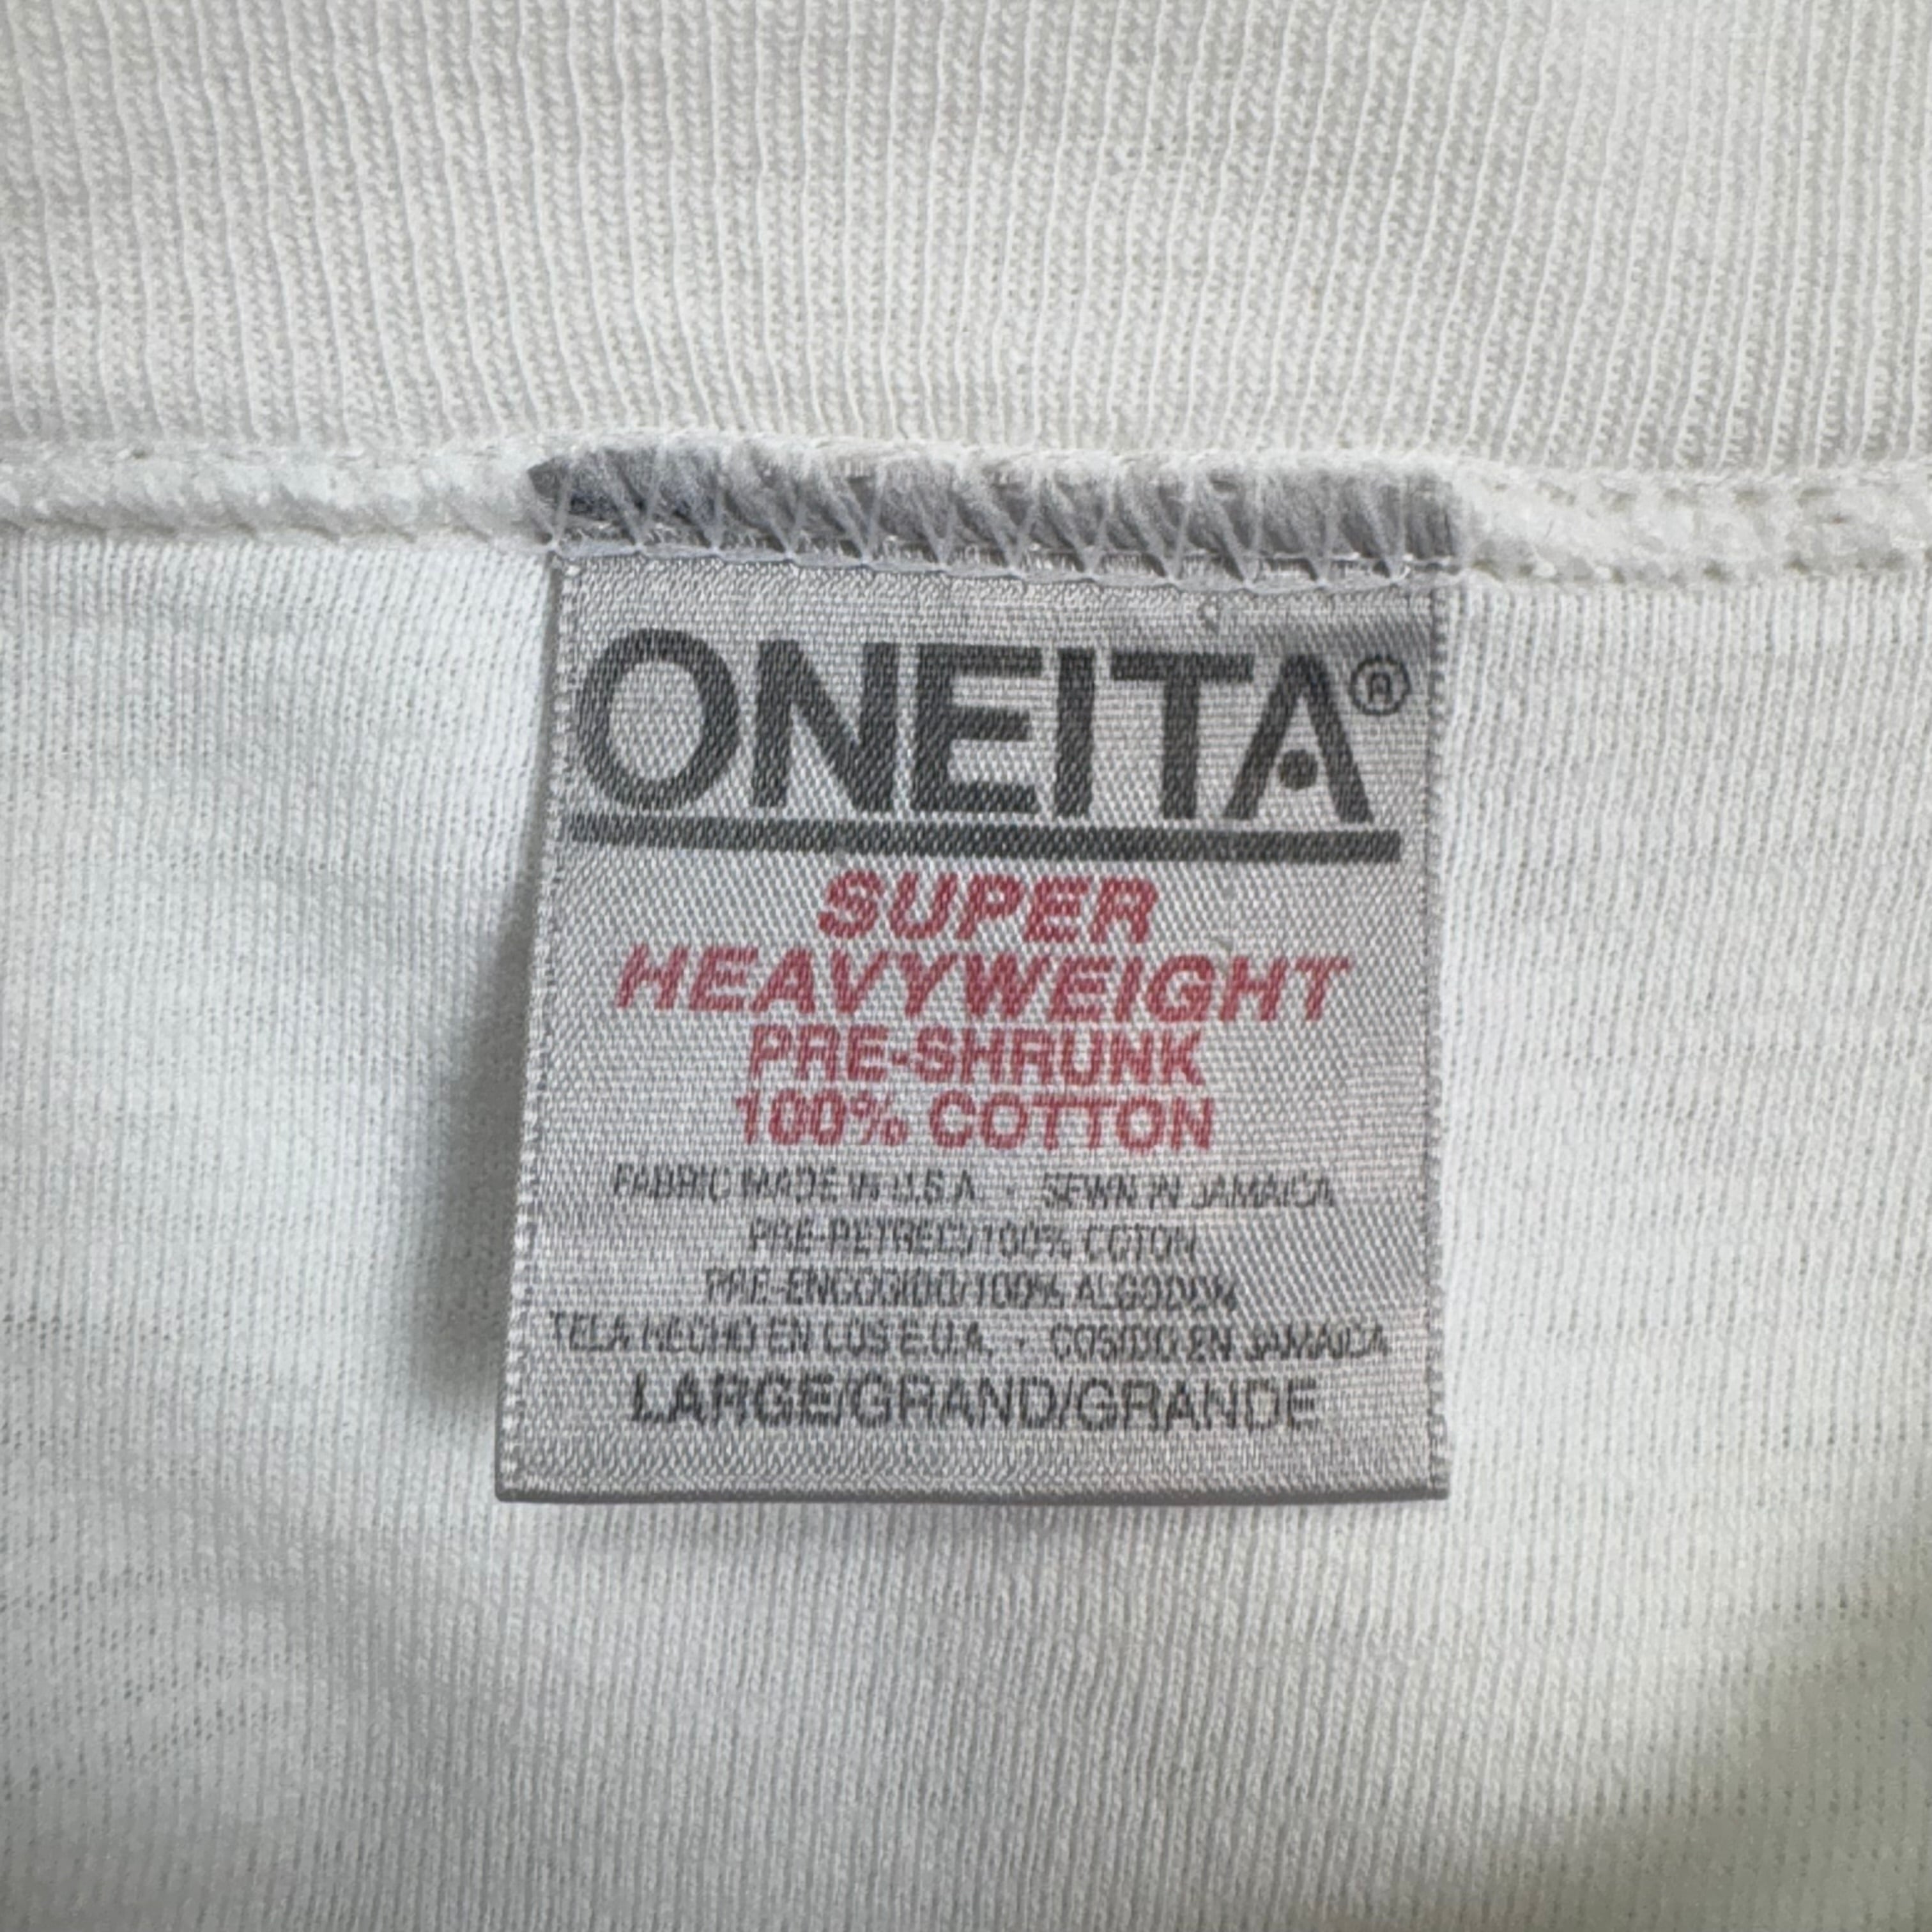 ONEITA®
SUPER
HEAVYWEIGHT
PRE-SHRUNK
100% COTTON
FABRIC MADE IN U.S.A. · SEWN IN JAMAICA
PRE-RETRECI/100% COTON
PRE-ENCOGIDO/100% ALGODON
TELA HECHO EN LOS E.U.A. · COSIDO EN JAMAICA
LARGE/GRAND/GRANDE